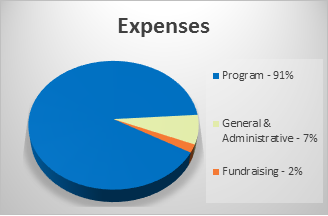 Expenses
Program - 91%
General &
Administrative - 7%
Fundraising - 2%